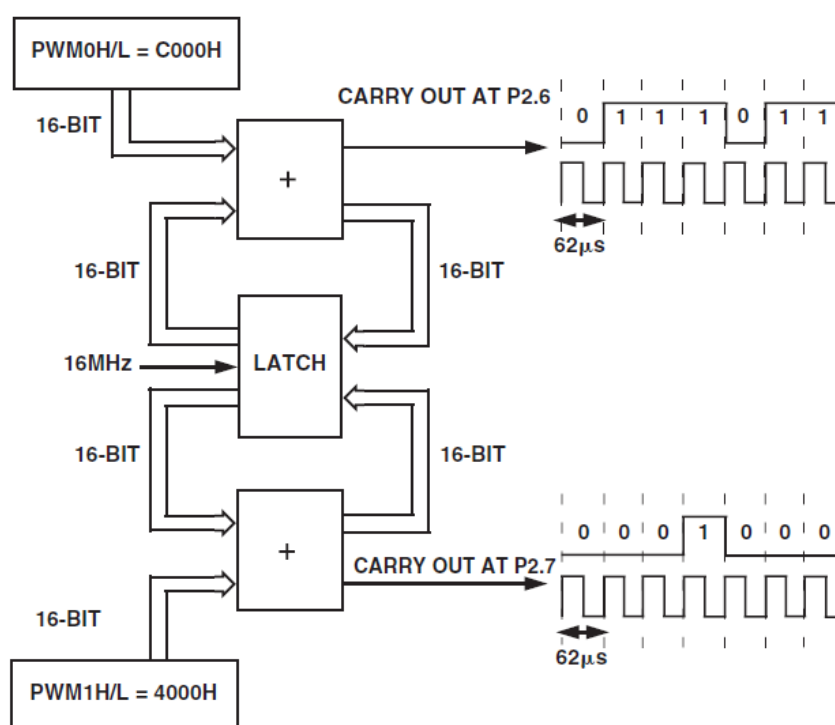 PWM0H/L = C000H
16-BIT
CARRY OUT AT P2.6
0 1 1 1 0 1 1
+
62µs
16-BIT
16-BIT
16MHz
LATCH
16-BIT
16-BIT
0 0 0 1 0 0 0
+
CARRY OUT AT P2.7
16-BIT
62µs
PWM1H/L = 4000H